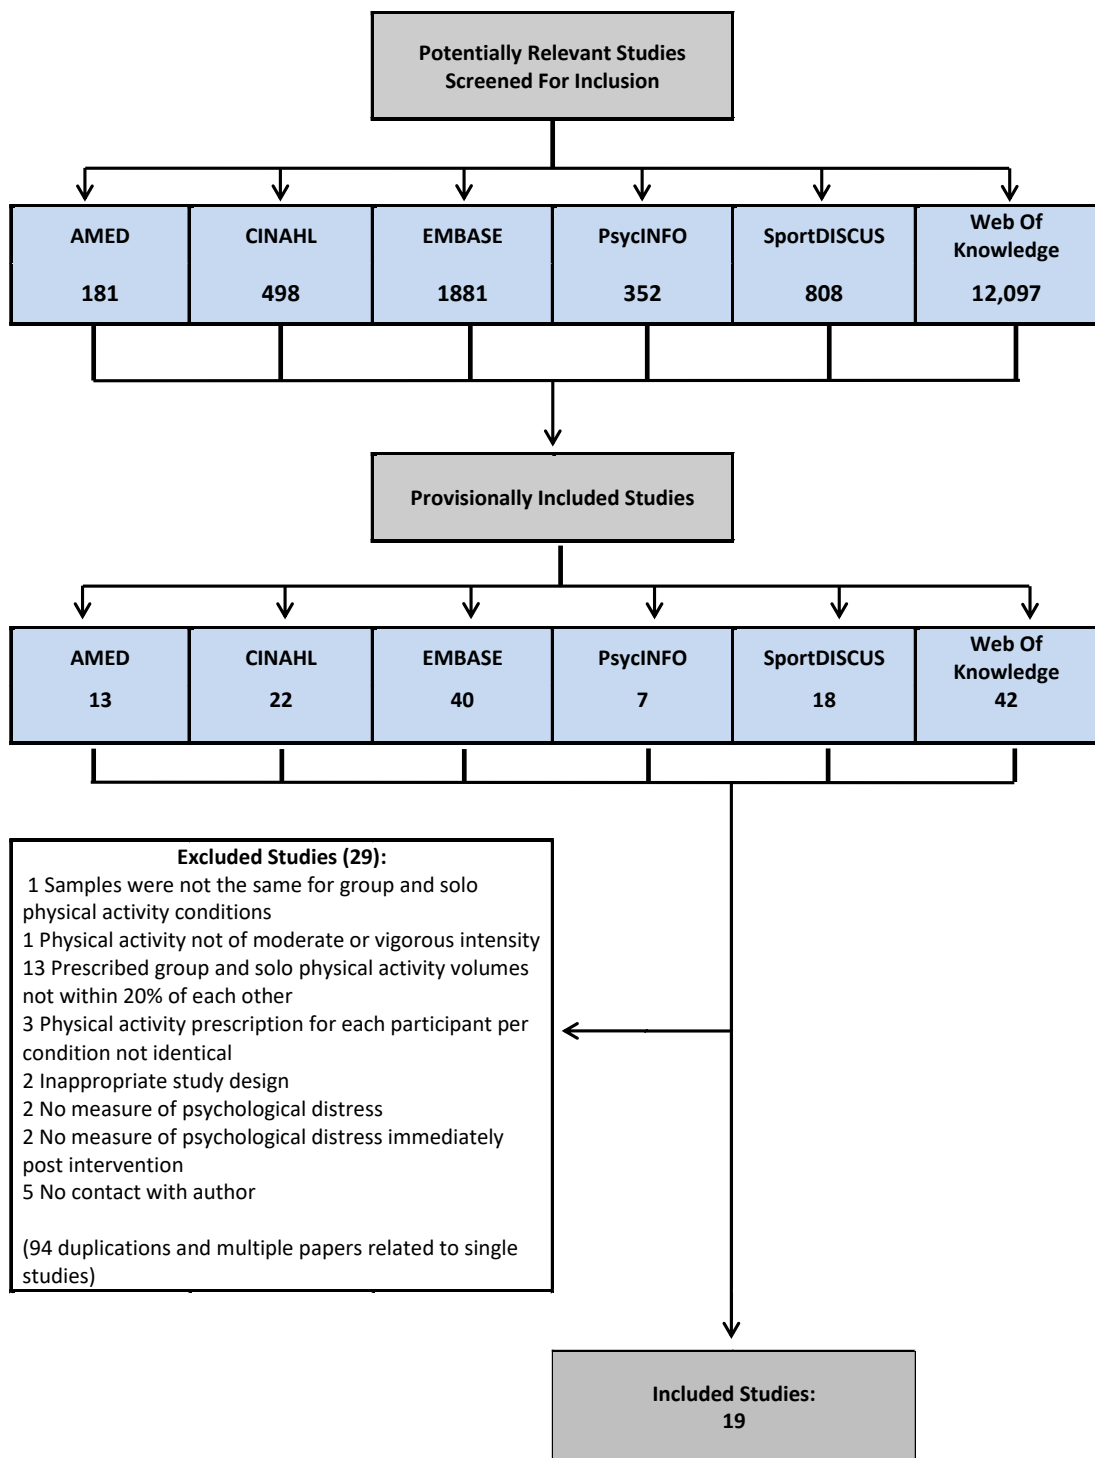 Potentially Relevant Studies
Screened For Inclusion
AMED
181
CINAHL
498
EMBASE
1881
PsycINFO
352
SportDISCUS
808
Web Of
Knowledge
12,097
Provisionally Included Studies
AMED
13
CINAHL
22
EMBASE
40
PsycINFO
7
SportDISCUS
18
Web Of
Knowledge
42
Excluded Studies (29):
1 Samples were not the same for group and solo
physical activity conditions
1 Physical activity not of moderate or vigorous intensity
13 Prescribed group and solo physical activity volumes
not within 20% of each other
3 Physical activity prescription for each participant per
condition not identical
2 Inappropriate study design
2 No measure of psychological distress
2 No measure of psychological distress immediately
post intervention
5 No contact with author
(94 duplications and multiple papers related to single
studies)
Included Studies:
19